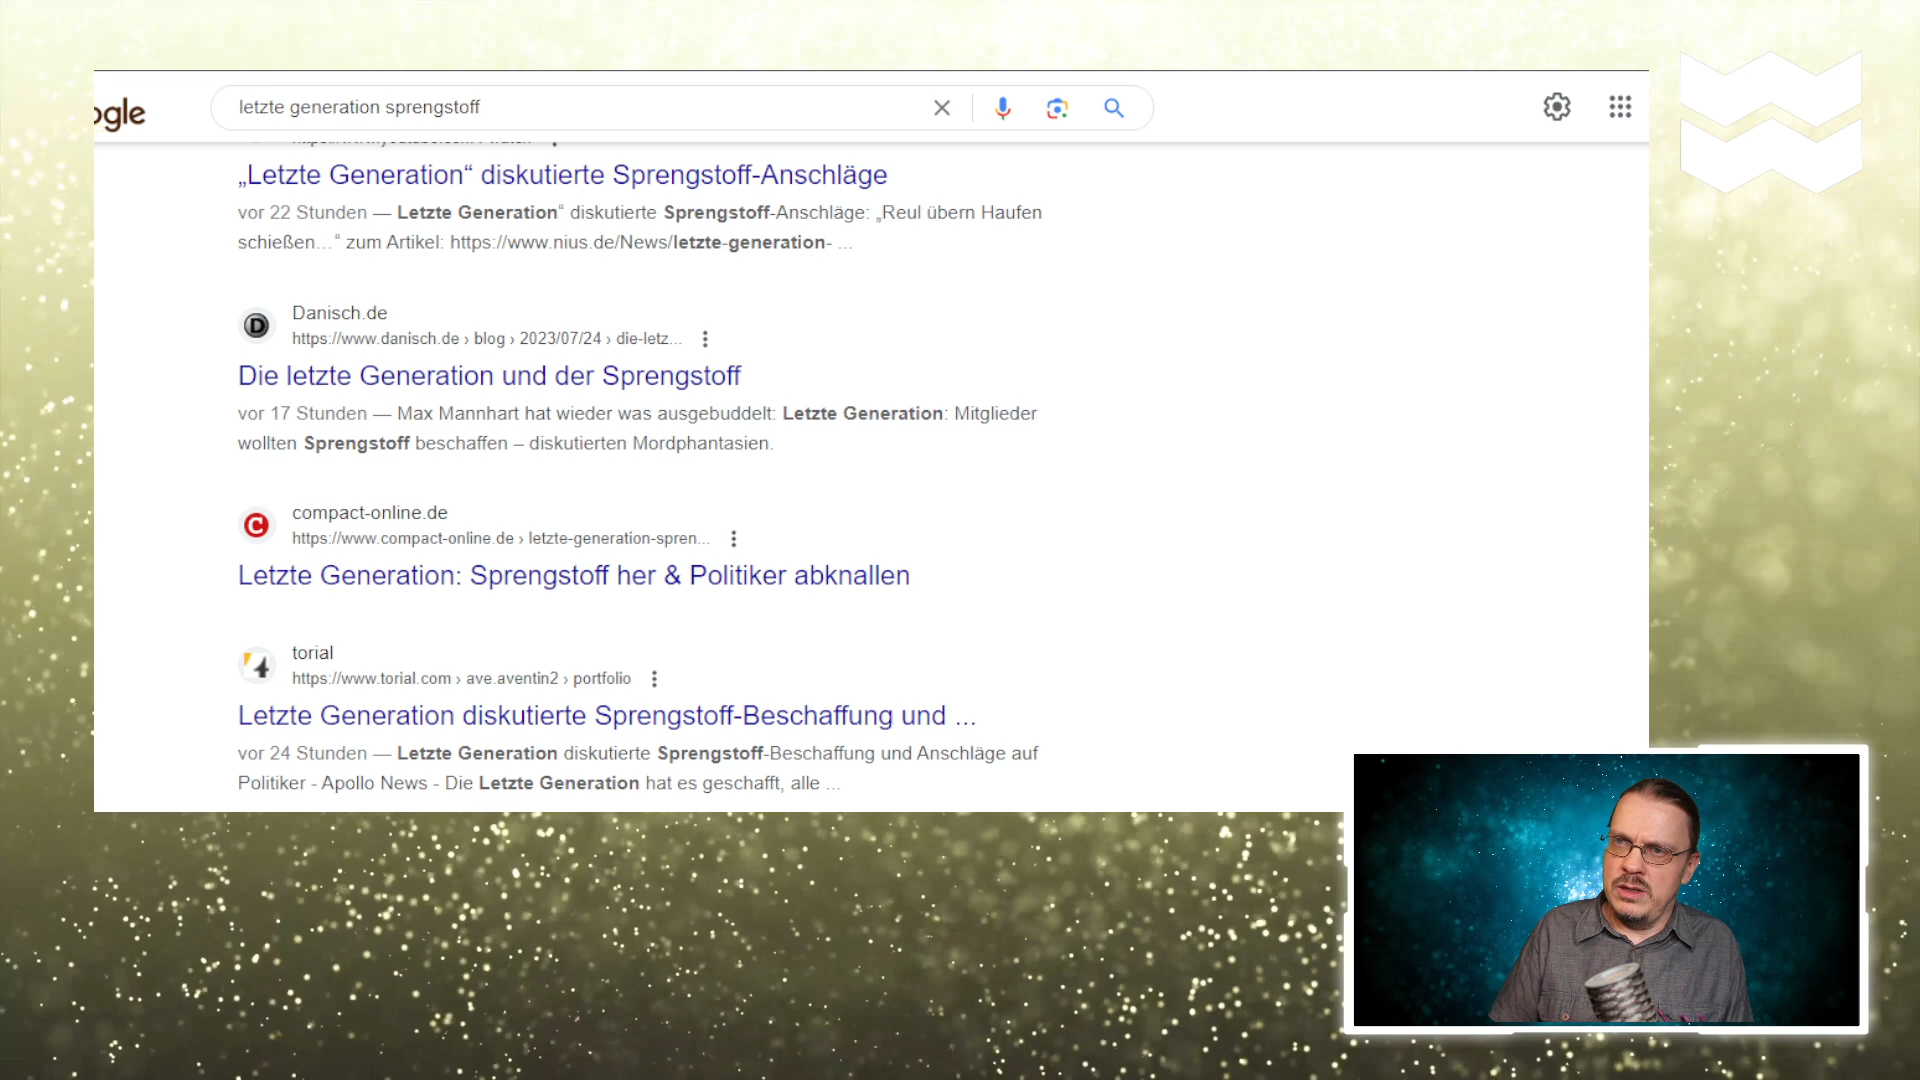 ogle
letzte generation sprengstoff
„Letzte Generation“ diskutierte Sprengstoff-Anschläge
vor 22 Stunden — Letzte Generation“ diskutierte Sprengstoff-Anschläge: „Reul übern Haufen
schießen...“ zum Artikel: https://www.nius.de/News/letzte-generation- ...
D
Danisch.de
https://www.danisch.de › blog › 2023/07/24 › die-letz...
Die letzte Generation und der Sprengstoff
vor 17 Stunden — Max Mannhart hat wieder was ausgebuddelt: Letzte Generation: Mitglieder
wollten Sprengstoff beschaffen – diskutierten Mordphantasien.
C
compact-online.de
https://www.compact-online.de › letzte-generation-spren...
Letzte Generation: Sprengstoff her & Politiker abknallen
torial
https://www.torial.com › ave.aventin2 › portfolio
Letzte Generation diskutierte Sprengstoff-Beschaffung und ...
vor 24 Stunden — Letzte Generation diskutierte Sprengstoff-Beschaffung und Anschläge auf
Politiker - Apollo News - Die Letzte Generation hat es geschafft, alle ...